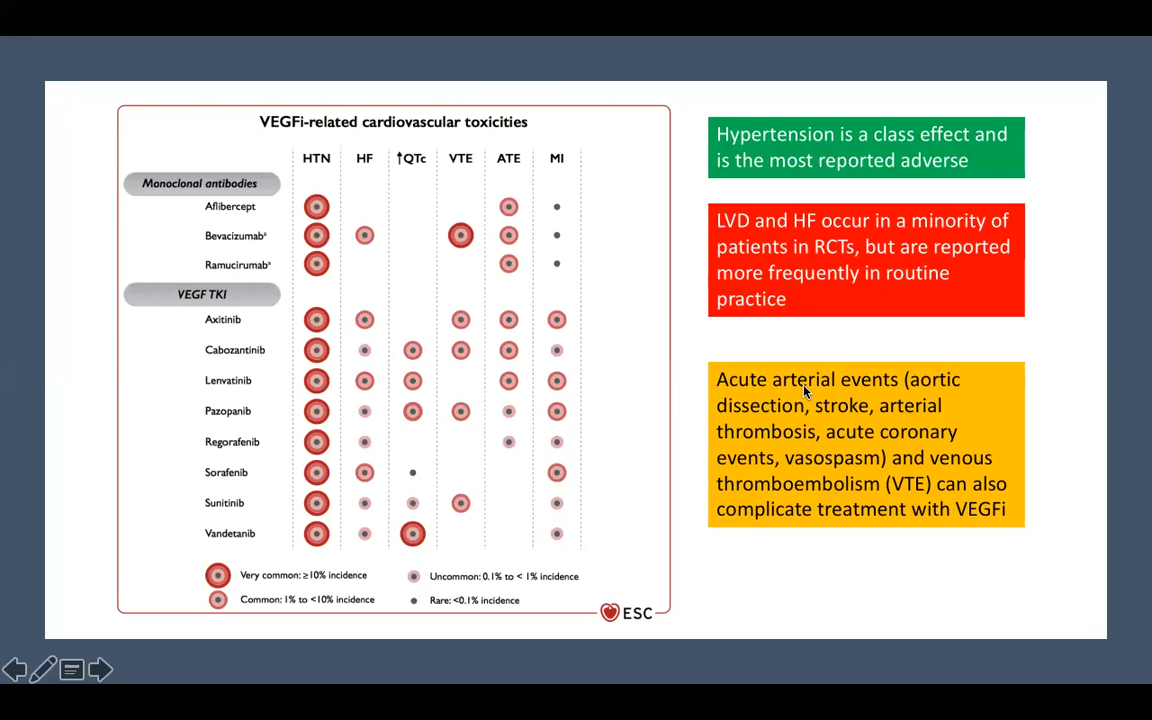 VEGFi-related cardiovascular toxicities
HTN HF ↑QTc VTE ATE MI
Monoclonal antibodies
Aflibercept
Bevacizumabᵃ
Ramucirumabᵃ
VEGF TKI
Axitinib
Cabozantinib
Lenvatinib
Pazopanib
Regorafenib
Sorafenib
Sunitinib
Vandetanib
Very common: ≥10% incidence
Common: 1% to <10% incidence
Uncommon: 0.1% to < 1% incidence
Rare: <0.1% incidence
ESC
Hypertension is a class effect and
is the most reported adverse
LVD and HF occur in a minority of
patients in RCTs, but are reported
more frequently in routine
practice
Acute arterial events (aortic
dissection, stroke, arterial
thrombosis, acute coronary
events, vasospasm) and venous
thromboembolism (VTE) can also
complicate treatment with VEGFi